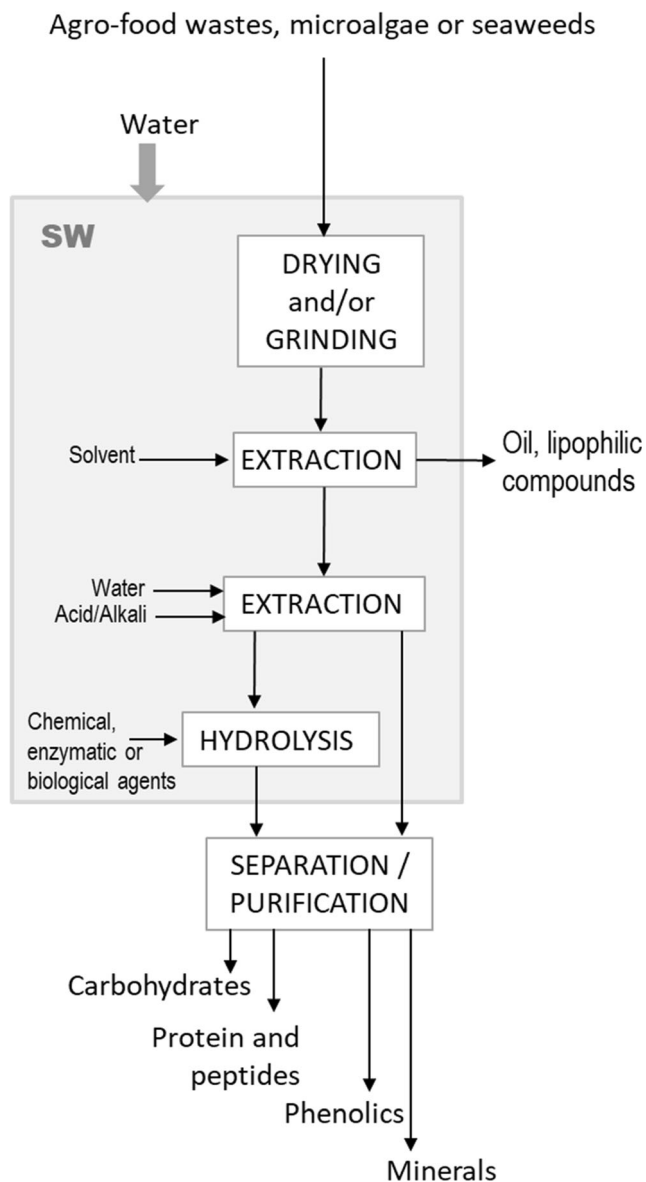 Agro-food wastes, microalgae or seaweeds
Water
SW
DRYING
and/or
GRINDING
Solvent
EXTRACTION
Oil, lipophilic
compounds
Water
Acid/Alkali
EXTRACTION
Chemical,
enzymatic or
biological agents
HYDROLYSIS
SEPARATION /
PURIFICATION
Carbohydrates
Protein and
peptides
Phenolics
Minerals